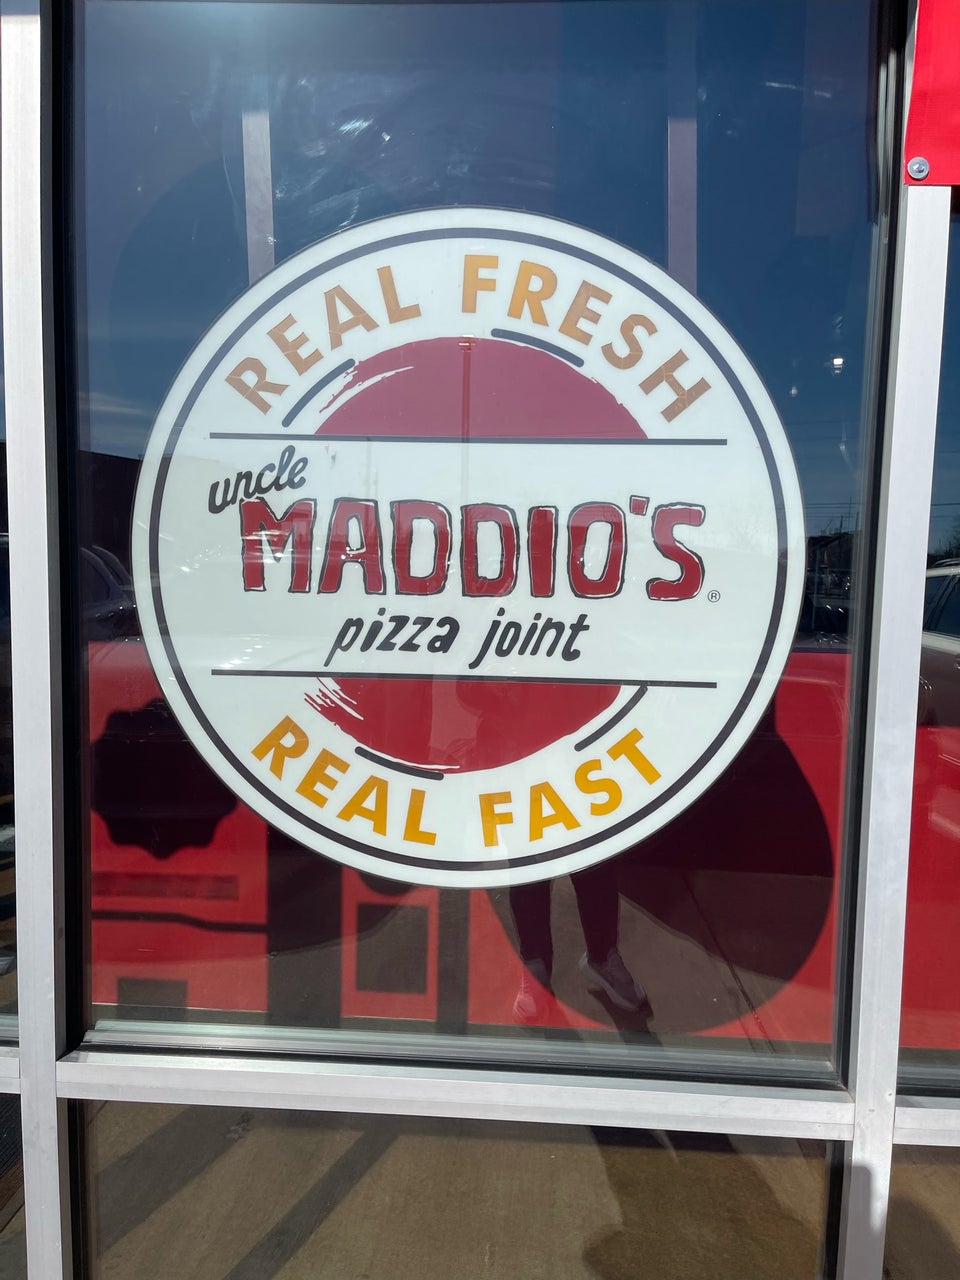 REAL FRESH
uncle
MADDIO'S®
pizza joint
REAL FAST